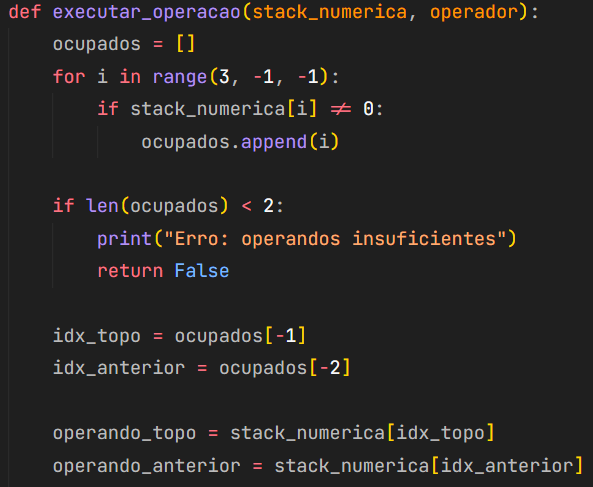 def executar_operacao(stack_numerica, operador):
    ocupados = []
    for i in range(3, -1, -1):
        if stack_numerica[i] != 0:
            ocupados.append(i)

    if len(ocupados) < 2:
        print("Erro: operandos insuficientes")
        return False

    idx_topo = ocupados[-1]
    idx_anterior = ocupados[-2]

    operando_topo = stack_numerica[idx_topo]
    operando_anterior = stack_numerica[idx_anterior]